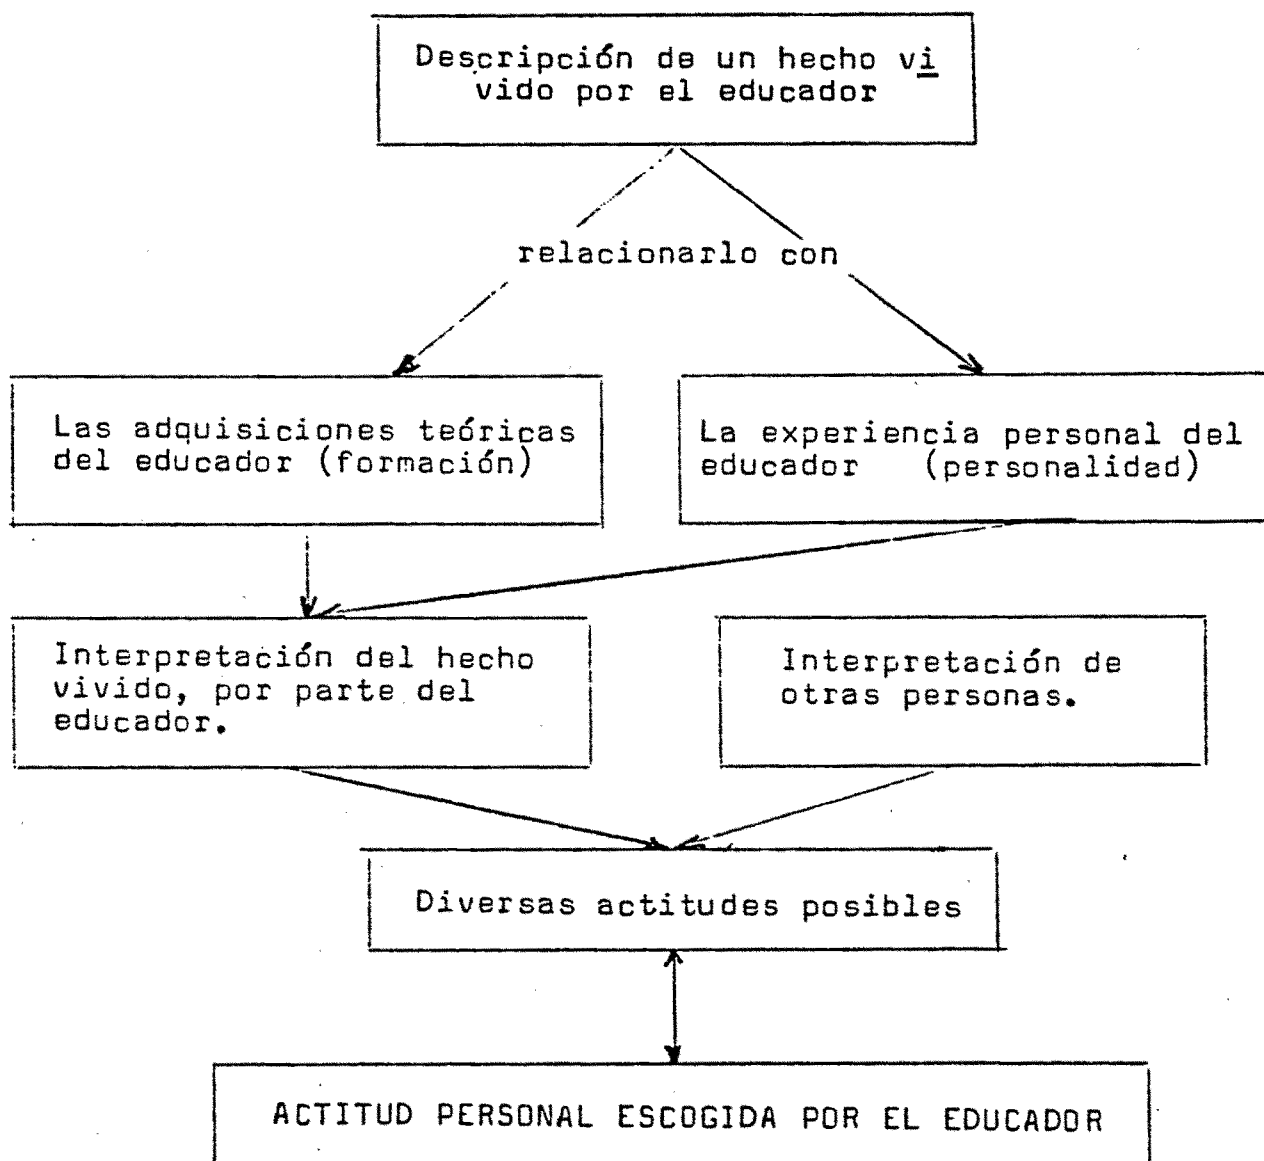 Descripción de un hecho vi
vido por el educador
relacionarlo con
Las adquisiciones teóricas
del educador (formación)
La experiencia personal del
educador (personalidad)
Interpretación del hecho
vivido, por parte del
educador.
Interpretación de
otras personas.
Diversas actitudes posibles
ACTITUD PERSONAL ESCOGIDA POR EL EDUCADOR